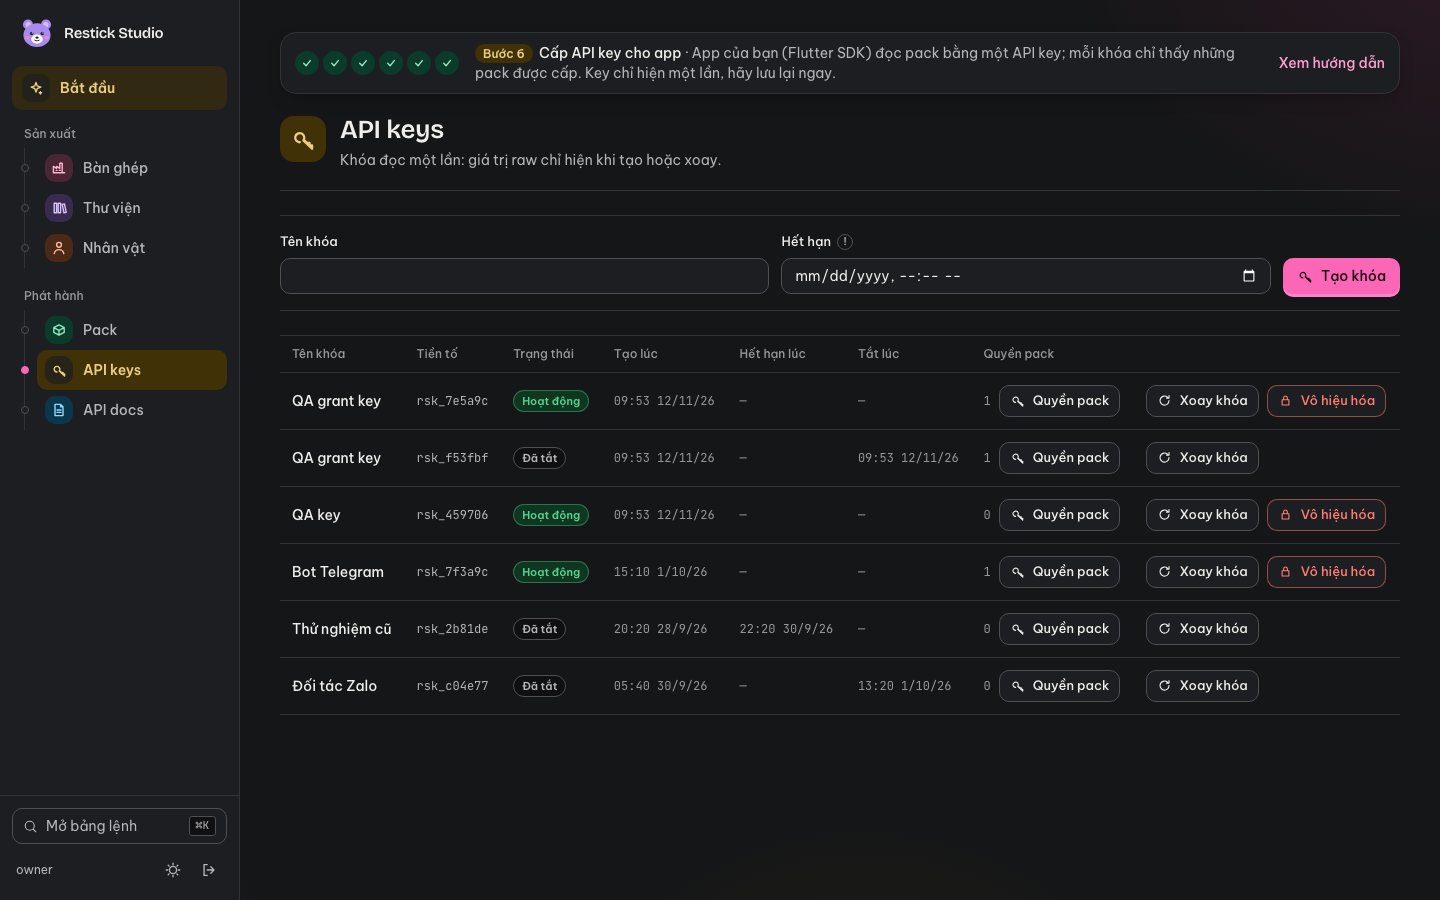 Restick Studio
Bắt đầu
Sản xuất
Bàn ghép
Thư viện
Nhân vật
Phát hành
Pack
API keys
API docs
Mở bảng lệnh ⌘K
owner
Bước 6 Cấp API key cho app · App của bạn (Flutter SDK) đọc pack bằng một API key; mỗi khóa chỉ thấy những
pack được cấp. Key chỉ hiện một lần, hãy lưu lại ngay.
Xem hướng dẫn
API keys
Khóa đọc một lần: giá trị raw chỉ hiện khi tạo hoặc xoay.
Tên khóa
Hết hạn !
mm/dd/yyyy, --:-- --
Tạo khóa
Tên khóa Tiền tố Trạng thái Tạo lúc Hết hạn lúc Tắt lúc Quyền pack
QA grant key rsk_7e5a9c Hoạt động 09:53 12/11/26 — — 1 Quyền pack Xoay khóa Vô hiệu hóa
QA grant key rsk_f53fbf Đã tắt 09:53 12/11/26 — 09:53 12/11/26 1 Quyền pack Xoay khóa
QA key rsk_459706 Hoạt động 09:53 12/11/26 — — 0 Quyền pack Xoay khóa Vô hiệu hóa
Bot Telegram rsk_7f3a9c Hoạt động 15:10 1/10/26 — — 1 Quyền pack Xoay khóa Vô hiệu hóa
Thử nghiệm cũ rsk_2b81de Đã tắt 20:20 28/9/26 22:20 30/9/26 — 0 Quyền pack Xoay khóa
Đối tác Zalo rsk_c04e77 Đã tắt 05:40 30/9/26 — 13:20 1/10/26 0 Quyền pack Xoay khóa